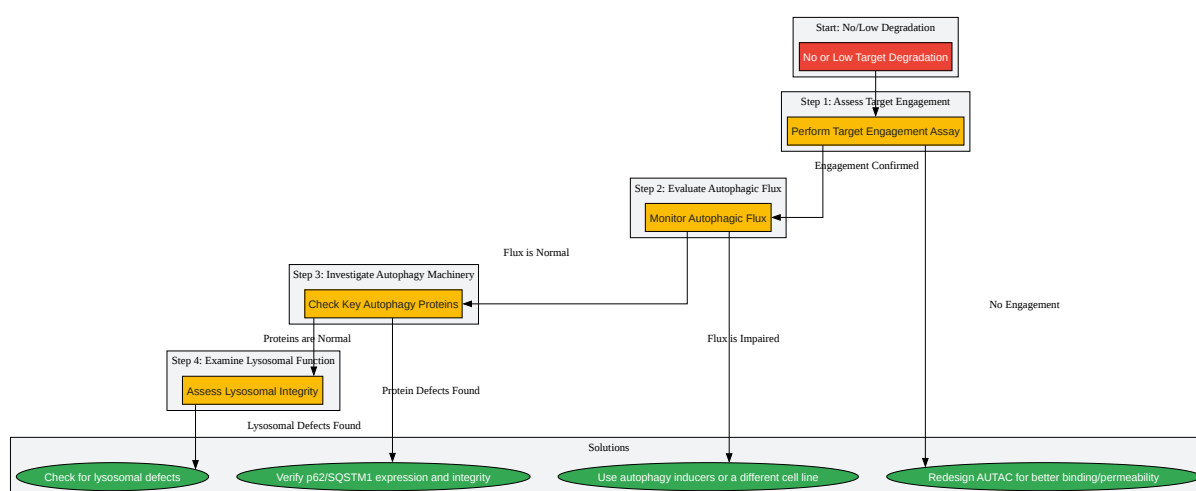 Start: No/Low Degradation
No or Low Target Degradation
Step 1: Assess Target Engagement
Perform Target Engagement Assay
Engagement Confirmed
Step 2: Evaluate Autophagic Flux
Monitor Autophagic Flux
Flux is Normal
Step 3: Investigate Autophagy Machinery
Check Key Autophagy Proteins
No Engagement
Proteins are Normal
Flux is Impaired
Step 4: Examine Lysosomal Function
Assess Lysosomal Integrity
Protein Defects Found
Lysosomal Defects Found
Solutions
Check for lysosomal defects
Verify p62/SQSTM1 expression and integrity
Use autophagy inducers or a different cell line
Redesign AUTAC for better binding/permeability